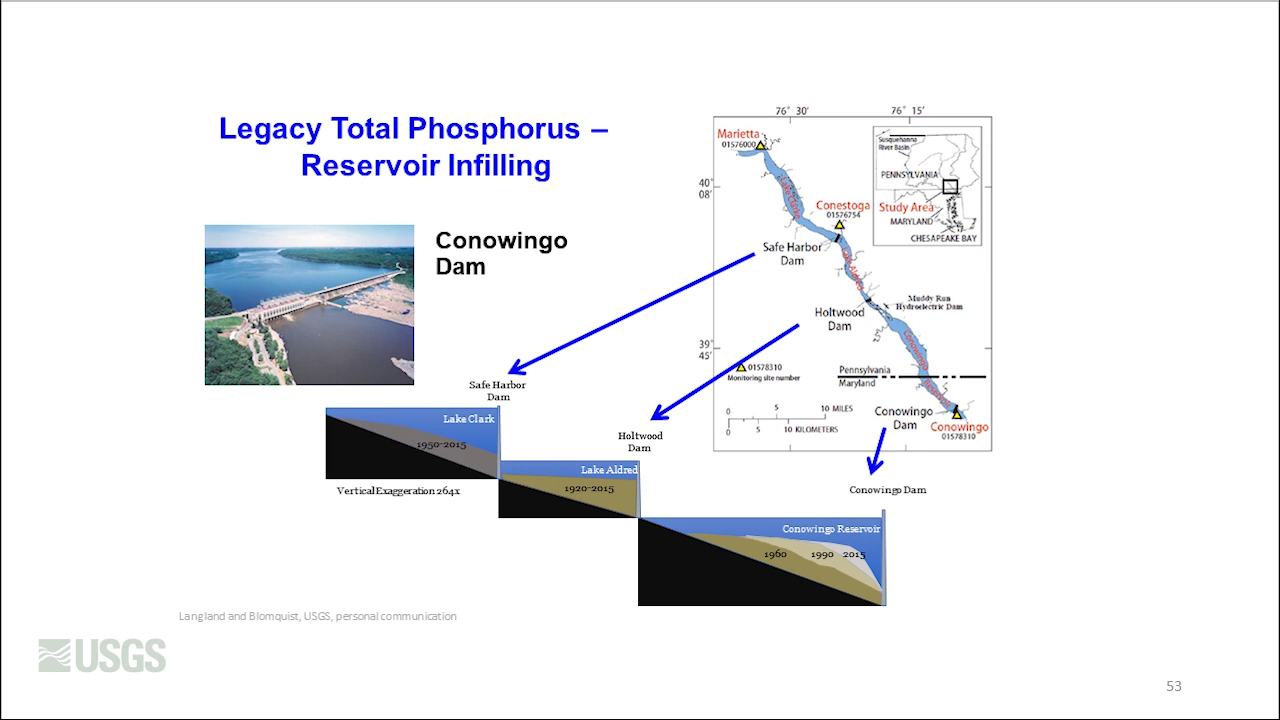 Legacy Total Phosphorus –
Reservoir Infilling
Conowingo
Dam
76° 30'
76° 15'
Marietta
01576000
Susquehanna
River Basin
PENNSYLVANIA
Study Area
MARYLAND
CHESAPEAKE BAY
40°
08'
Conestoga
01576754
Safe Harbor
Dam
Muddy Run
Hydroelectric Dam
Holtwood
Dam
39°
45'
01578310
Monitoring site number
Pennsylvania
Maryland
0 5 10 MILES
0 5 10 KILOMETERS
Conowingo
Dam
Conowingo
01578310
Safe Harbor
Dam
Lake Clark
1950-2015
Vertical Exaggeration 264x
Holtwood
Dam
Lake Aldred
1920-2015
Conowingo Dam
Conowingo Reservoir
1960 1990 2015
Langland and Blomquist, USGS, personal communication
USGS
53